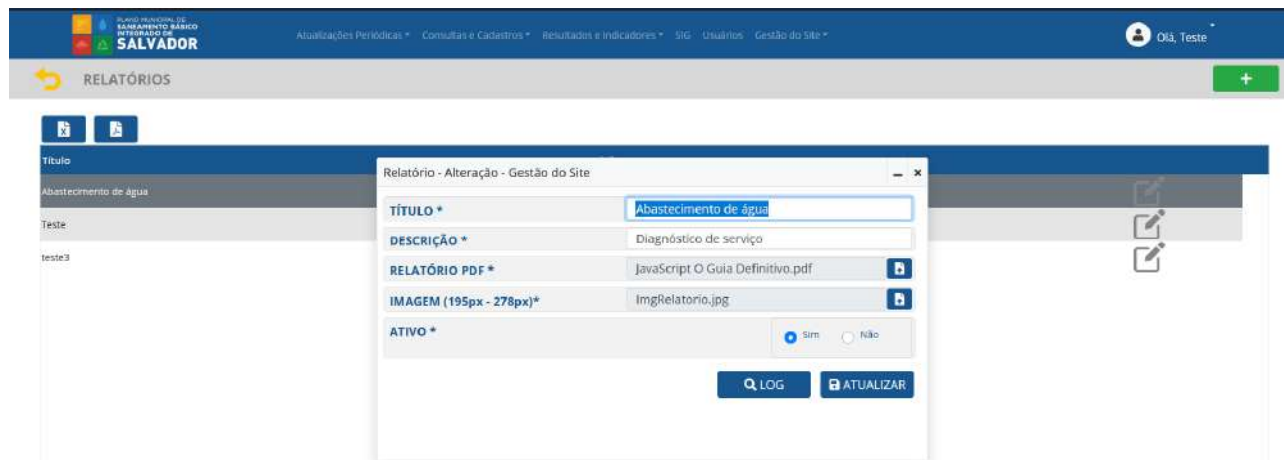 PLANO MUNICIPAL DE
SANEAMENTO BÁSICO
INTEGRADO DE
SALVADOR
Atualizações Periódicas Consultas e Cadastros Resultados e Indicadores SIG Usuários Gestão do Site
Olá, Teste
RELATÓRIOS
+
Título
Abastecimento de água
Teste
teste3
Relatório - Alteração - Gestão do Site
TÍTULO * Abastecimento de água
DESCRIÇÃO * Diagnóstico de serviço
RELATÓRIO PDF * JavaScript O Guia Definitivo.pdf
IMAGEM (195px - 278px)* ImgRelatorio.jpg
ATIVO * Sim Não
LOG ATUALIZAR